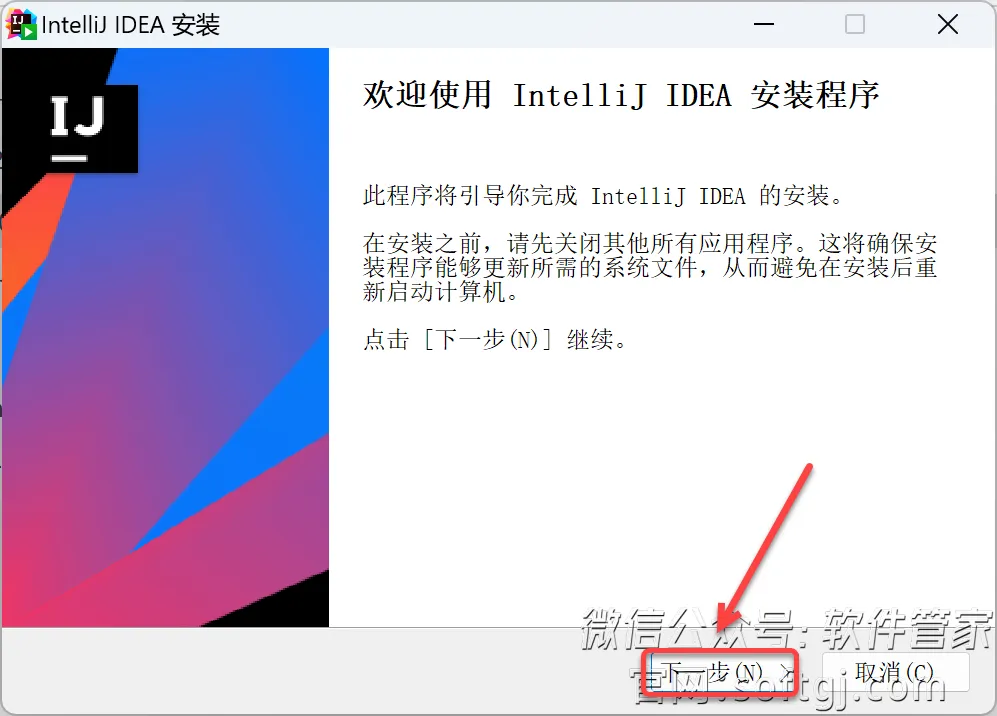 IntelliJ IDEA 安装
IJ
欢迎使用 IntelliJ IDEA 安装程序
此程序将引导你完成 IntelliJ IDEA 的安装。
在安装之前，请先关闭其他所有应用程序。这将确保安
装程序能够更新所需的系统文件，从而避免在安装后重
新启动计算机。
点击 [下一步(N)] 继续。
微信公众号：软件管家
下一步(N) >
取消(C)
官网.softgj.com